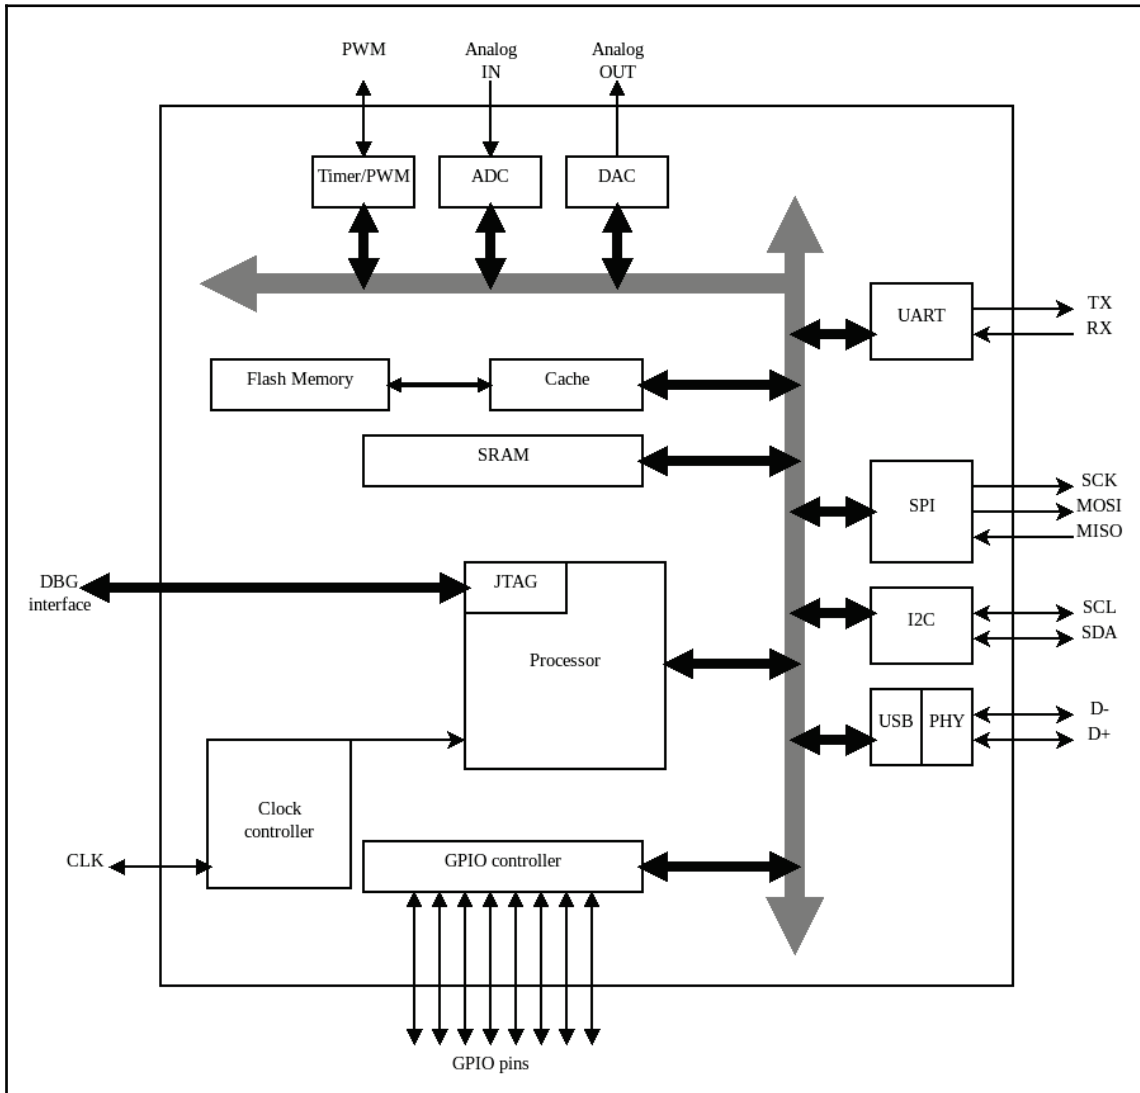 PWM
Analog
IN
Analog
OUT
Timer/PWM
ADC
DAC
UART
TX
RX
Flash Memory
Cache
SRAM
SPI
SCK
MOSI
MISO
DBG
interface
JTAG
Processor
I2C
SCL
SDA
USB
PHY
D-
D+
Clock
controller
CLK
GPIO controller
GPIO pins